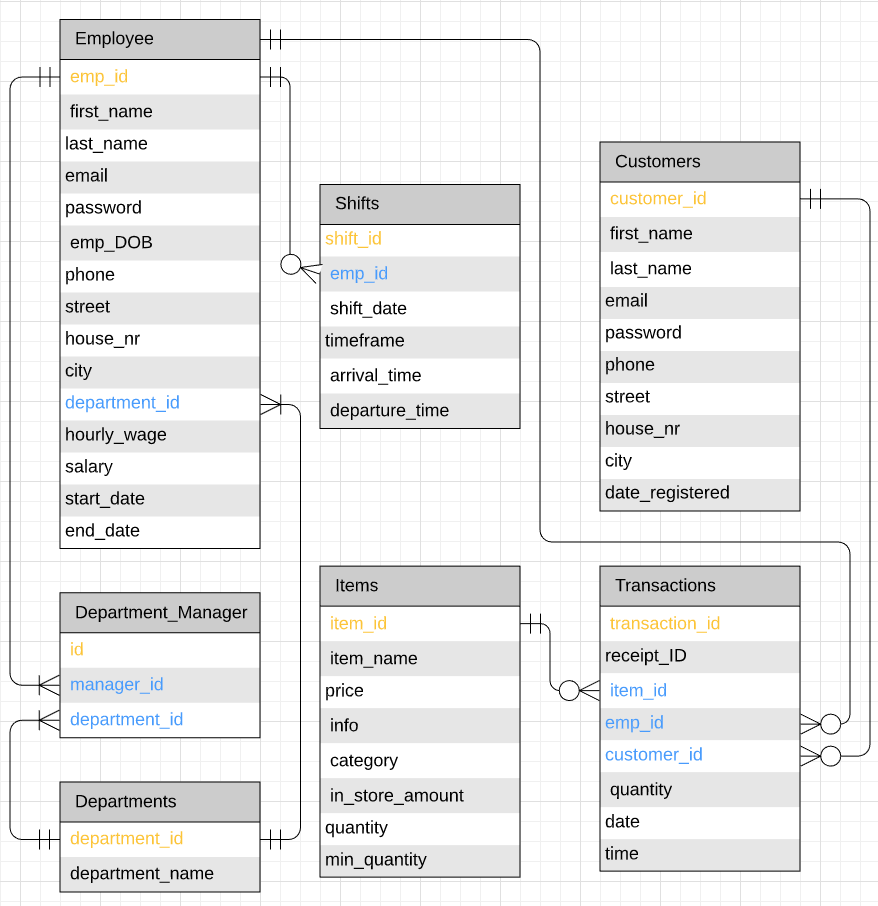 Employee
emp_id
first_name
last_name
email
password
emp_DOB
phone
street
house_nr
city
department_id
hourly_wage
salary
start_date
end_date
Shifts
shift_id
emp_id
shift_date
timeframe
arrival_time
departure_time
Customers
customer_id
first_name
last_name
email
password
phone
street
house_nr
city
date_registered
Department_Manager
id
manager_id
department_id
Departments
department_id
department_name
Items
item_id
item_name
price
info
category
in_store_amount
quantity
min_quantity
Transactions
transaction_id
receipt_ID
item_id
emp_id
customer_id
quantity
date
time